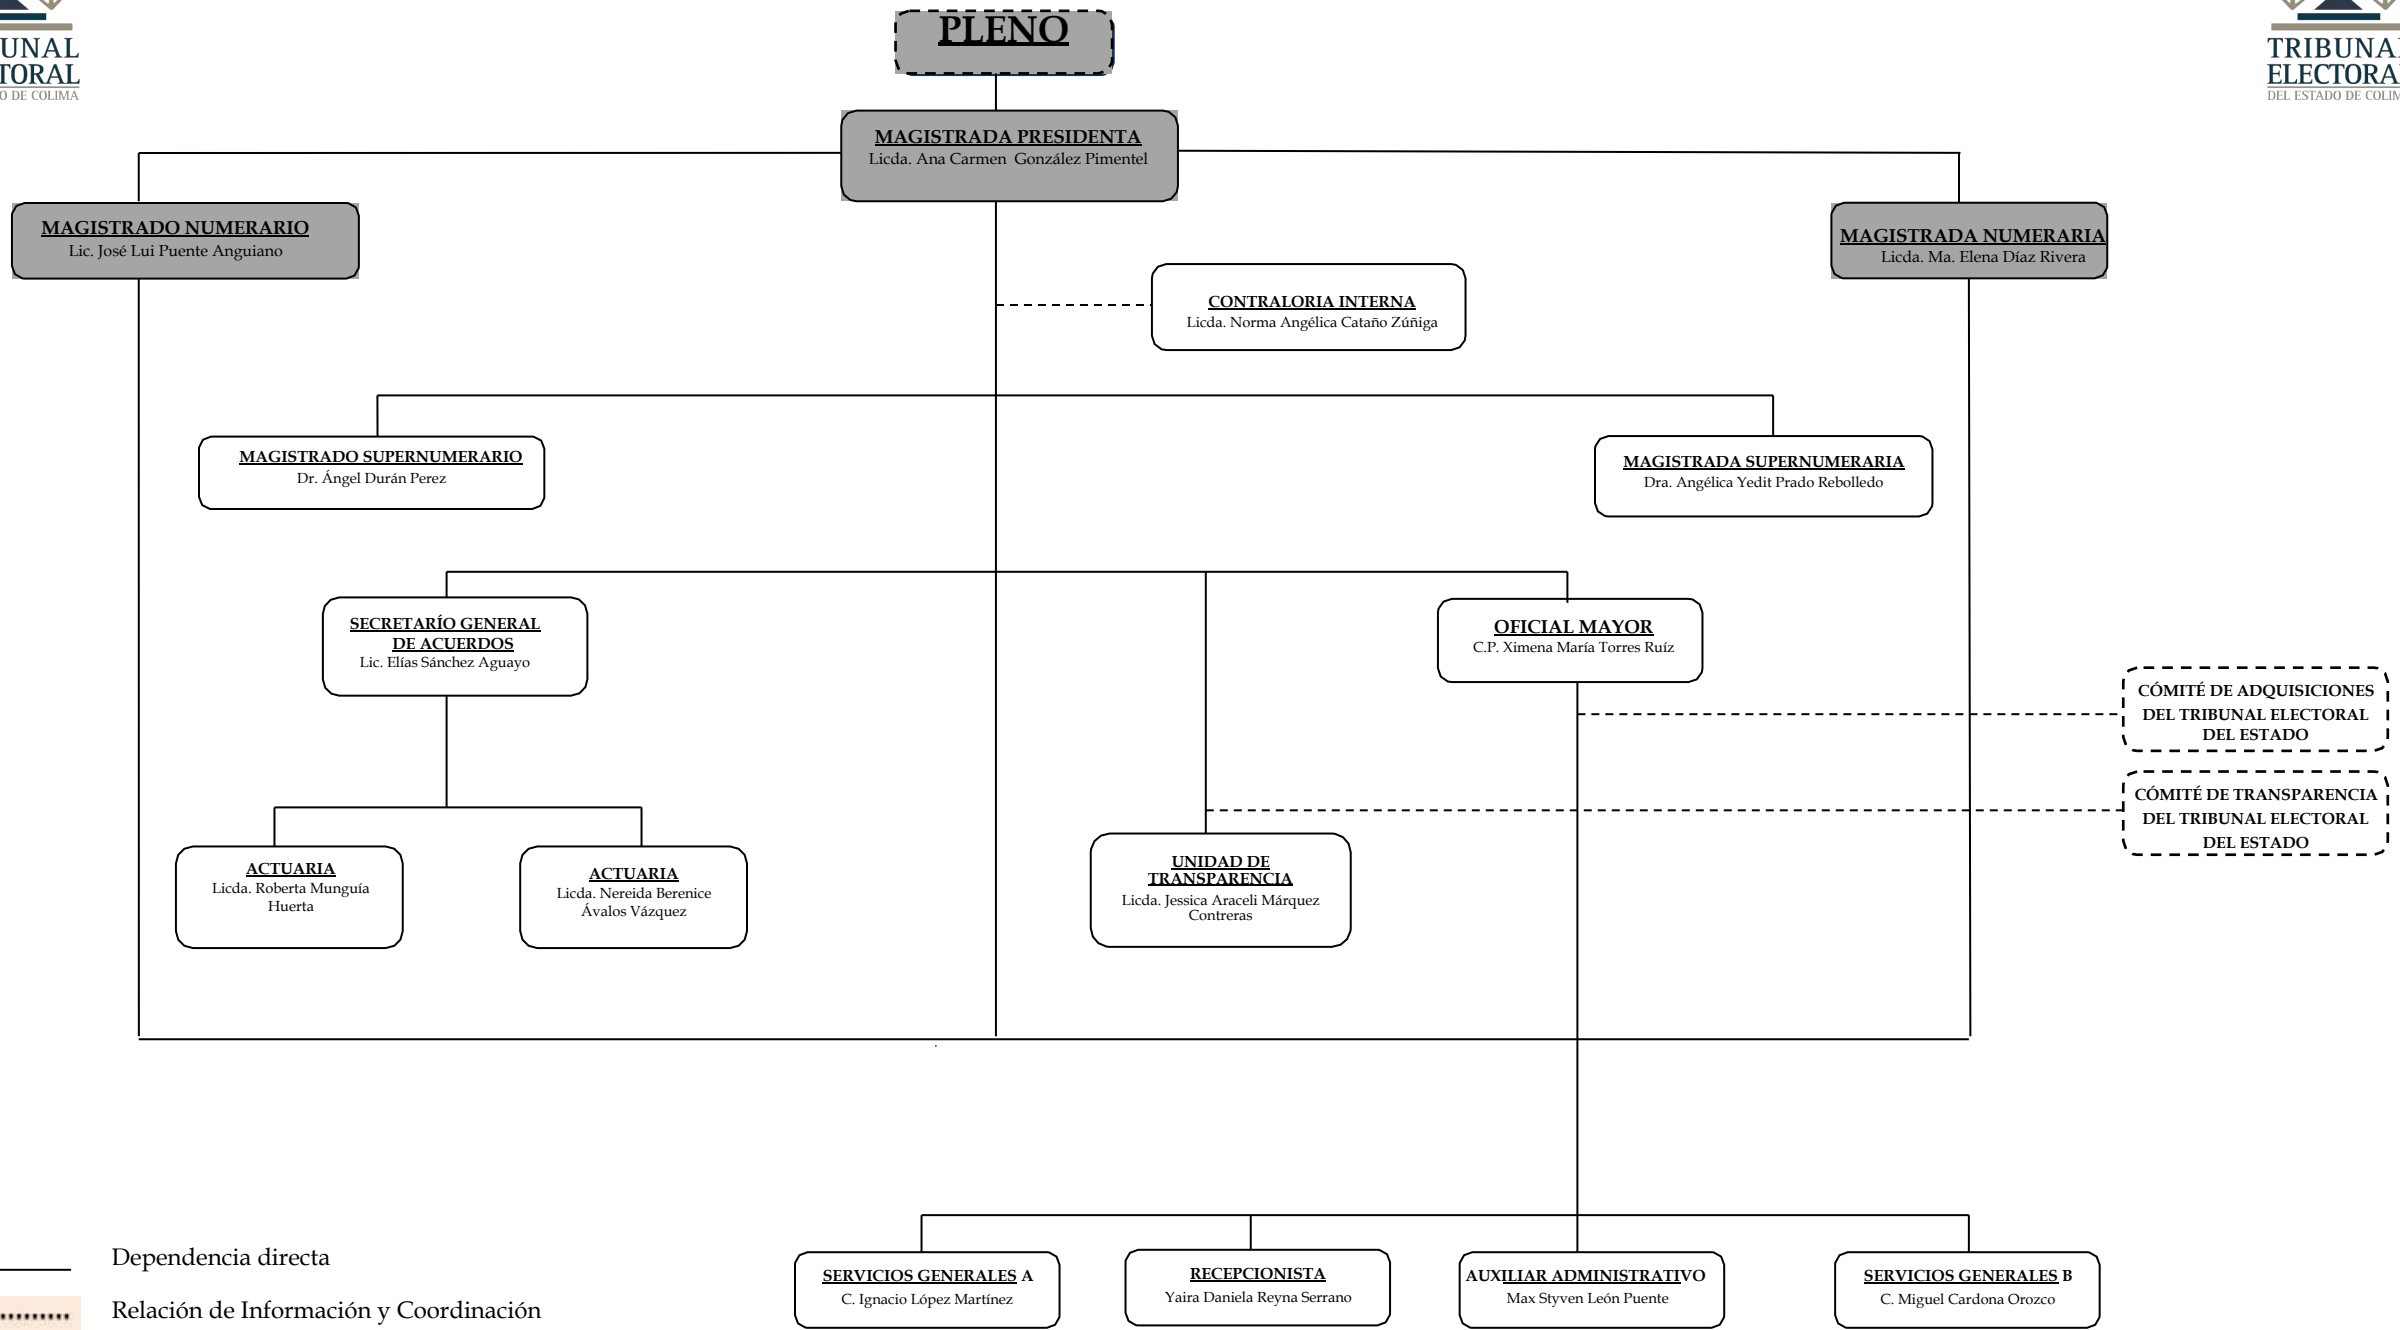 UNAL
TORAL
O DE COLIMA
TRIBUNAL
ELECTORA
DEL ESTADO DE COLIM
PLENO
MAGISTRADA PRESIDENTA
Licda. Ana Carmen González Pimentel
MAGISTRADO NUMERARIO
Lic. José Lui Puente Anguiano
MAGISTRADA NUMERARIA
Licda. Ma. Elena Díaz Rivera
CONTRALORIA INTERNA
Licda. Norma Angélica Cataño Zúñiga
MAGISTRADO SUPERNUMERARIO
Dr. Ángel Durán Perez
MAGISTRADA SUPERNUMERARIA
Dra. Angélica Yedit Prado Rebolledo
SECRETARÍO GENERAL
DE ACUERDOS
Lic. Elías Sánchez Aguayo
OFICIAL MAYOR
C.P. Ximena María Torres Ruíz
CÓMITÉ DE ADQUISICIONES
DEL TRIBUNAL ELECTORAL
DEL ESTADO
CÓMITÉ DE TRANSPARENCIA
DEL TRIBUNAL ELECTORAL
DEL ESTADO
ACTUARIA
Licda. Roberta Munguía
Huerta
ACTUARIA
Licda. Nereida Berenice
Ávalos Vázquez
UNIDAD DE
TRANSPARENCIA
Licda. Jessica Araceli Márquez
Contreras
Dependencia directa
Relación de Información y Coordinación
SERVICIOS GENERALES A
C. Ignacio López Martínez
RECEPCIONISTA
Yaira Daniela Reyna Serrano
AUXILIAR ADMINISTRATIVO
Max Styven León Puente
SERVICIOS GENERALES B
C. Miguel Cardona Orozco